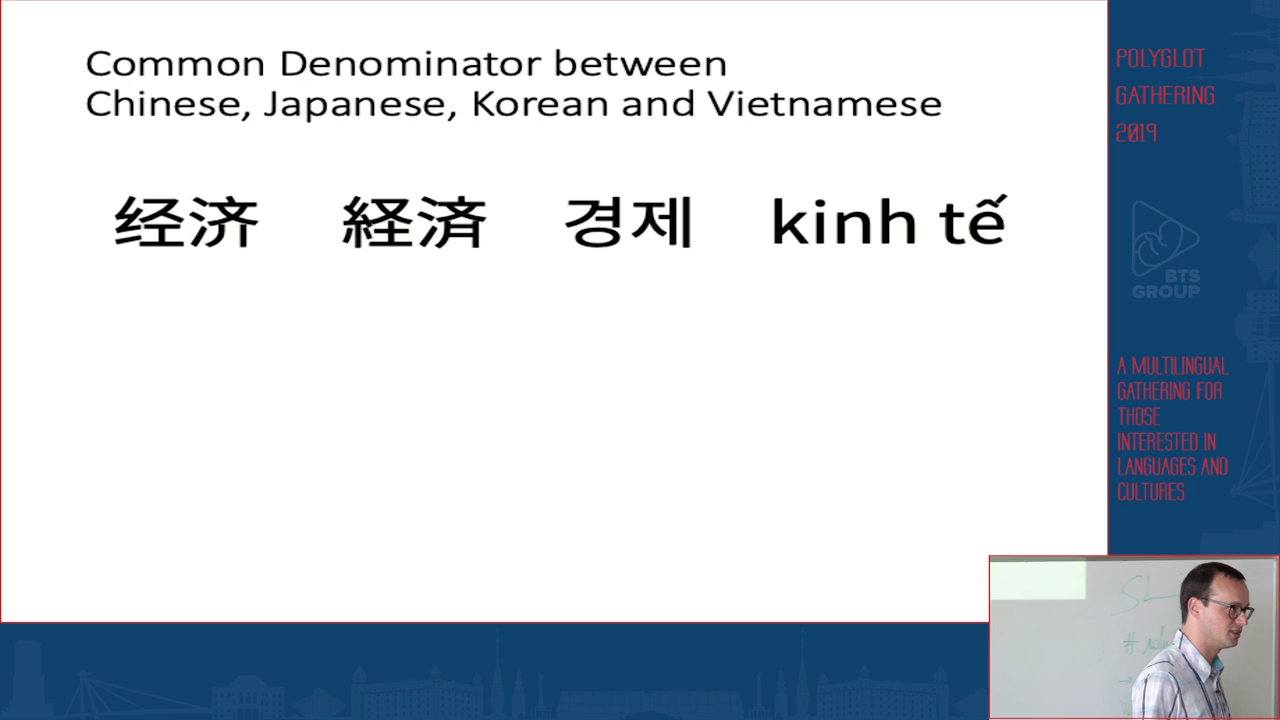 Common Denominator between
Chinese, Japanese, Korean and Vietnamese
经济 経済 경제 kinh tế
POLYGLOT
GATHERING
2019
BTS
GROUP
A MULTILINGUAL
GATHERING FOR
THOSE
INTERESTED IN
LANGUAGES AND
CULTURES